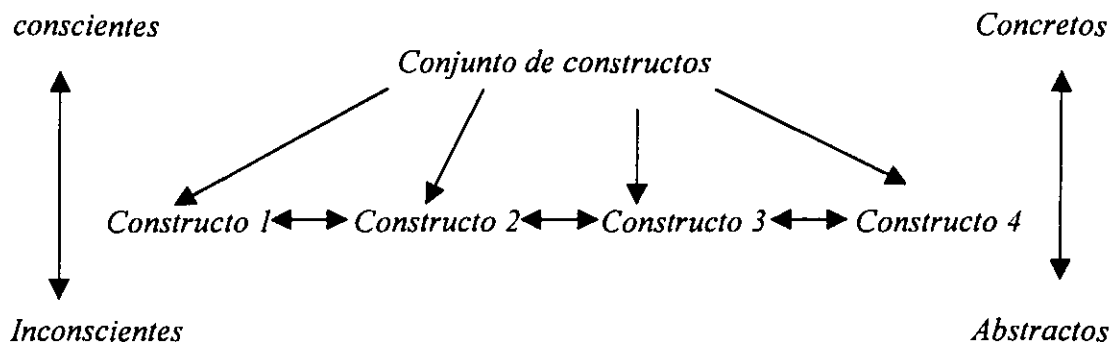 conscientes
Concretos
Conjunto de constructos
Constructo 1
Constructo 2
Constructo 3
Constructo 4
Inconscientes
Abstractos